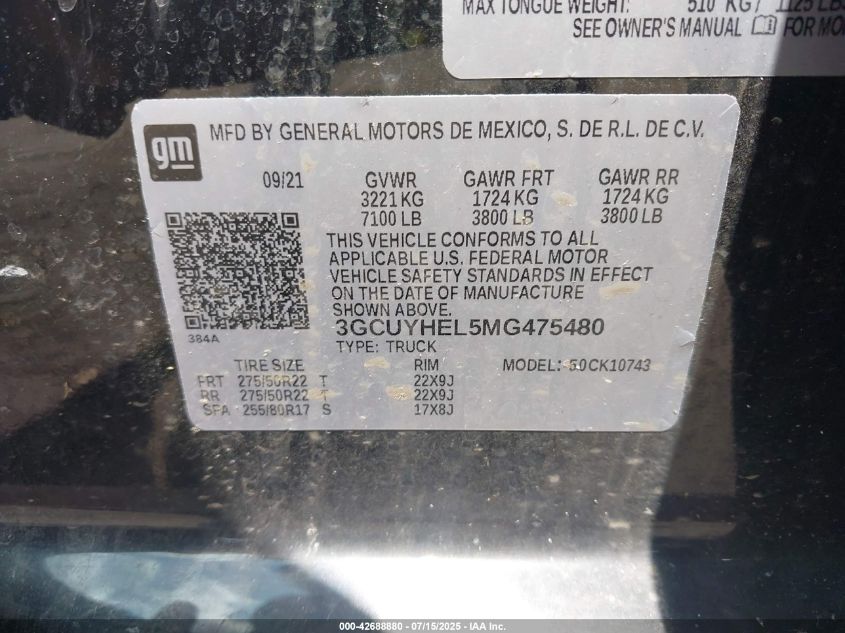 MAX TONGUE WEIGHT: 510 KG / 1125 LBS
SEE OWNER'S MANUAL FOR MO
gm
MFD BY GENERAL MOTORS DE MEXICO, S. DE R.L. DE C.V.
09/21 GVWR GAWR FRT GAWR RR
3221 KG 1724 KG 1724 KG
7100 LB 3800 LB 3800 LB
THIS VEHICLE CONFORMS TO ALL
APPLICABLE U.S. FEDERAL MOTOR
VEHICLE SAFETY STANDARDS IN EFFECT
ON THE DATE OF MANUFACTURE
SHOWN ABOVE.
384A
3GCUYHEL5MG475480
TYPE: TRUCK MODEL: 50CK10743
TIRE SIZE RIM
FRT 275/50R22 T 22X9J
RR 275/50R22 T 22X9J
SFA 255/80R17 S 17X8J
000-42688880 - 07/15/2025 - IAA Inc.